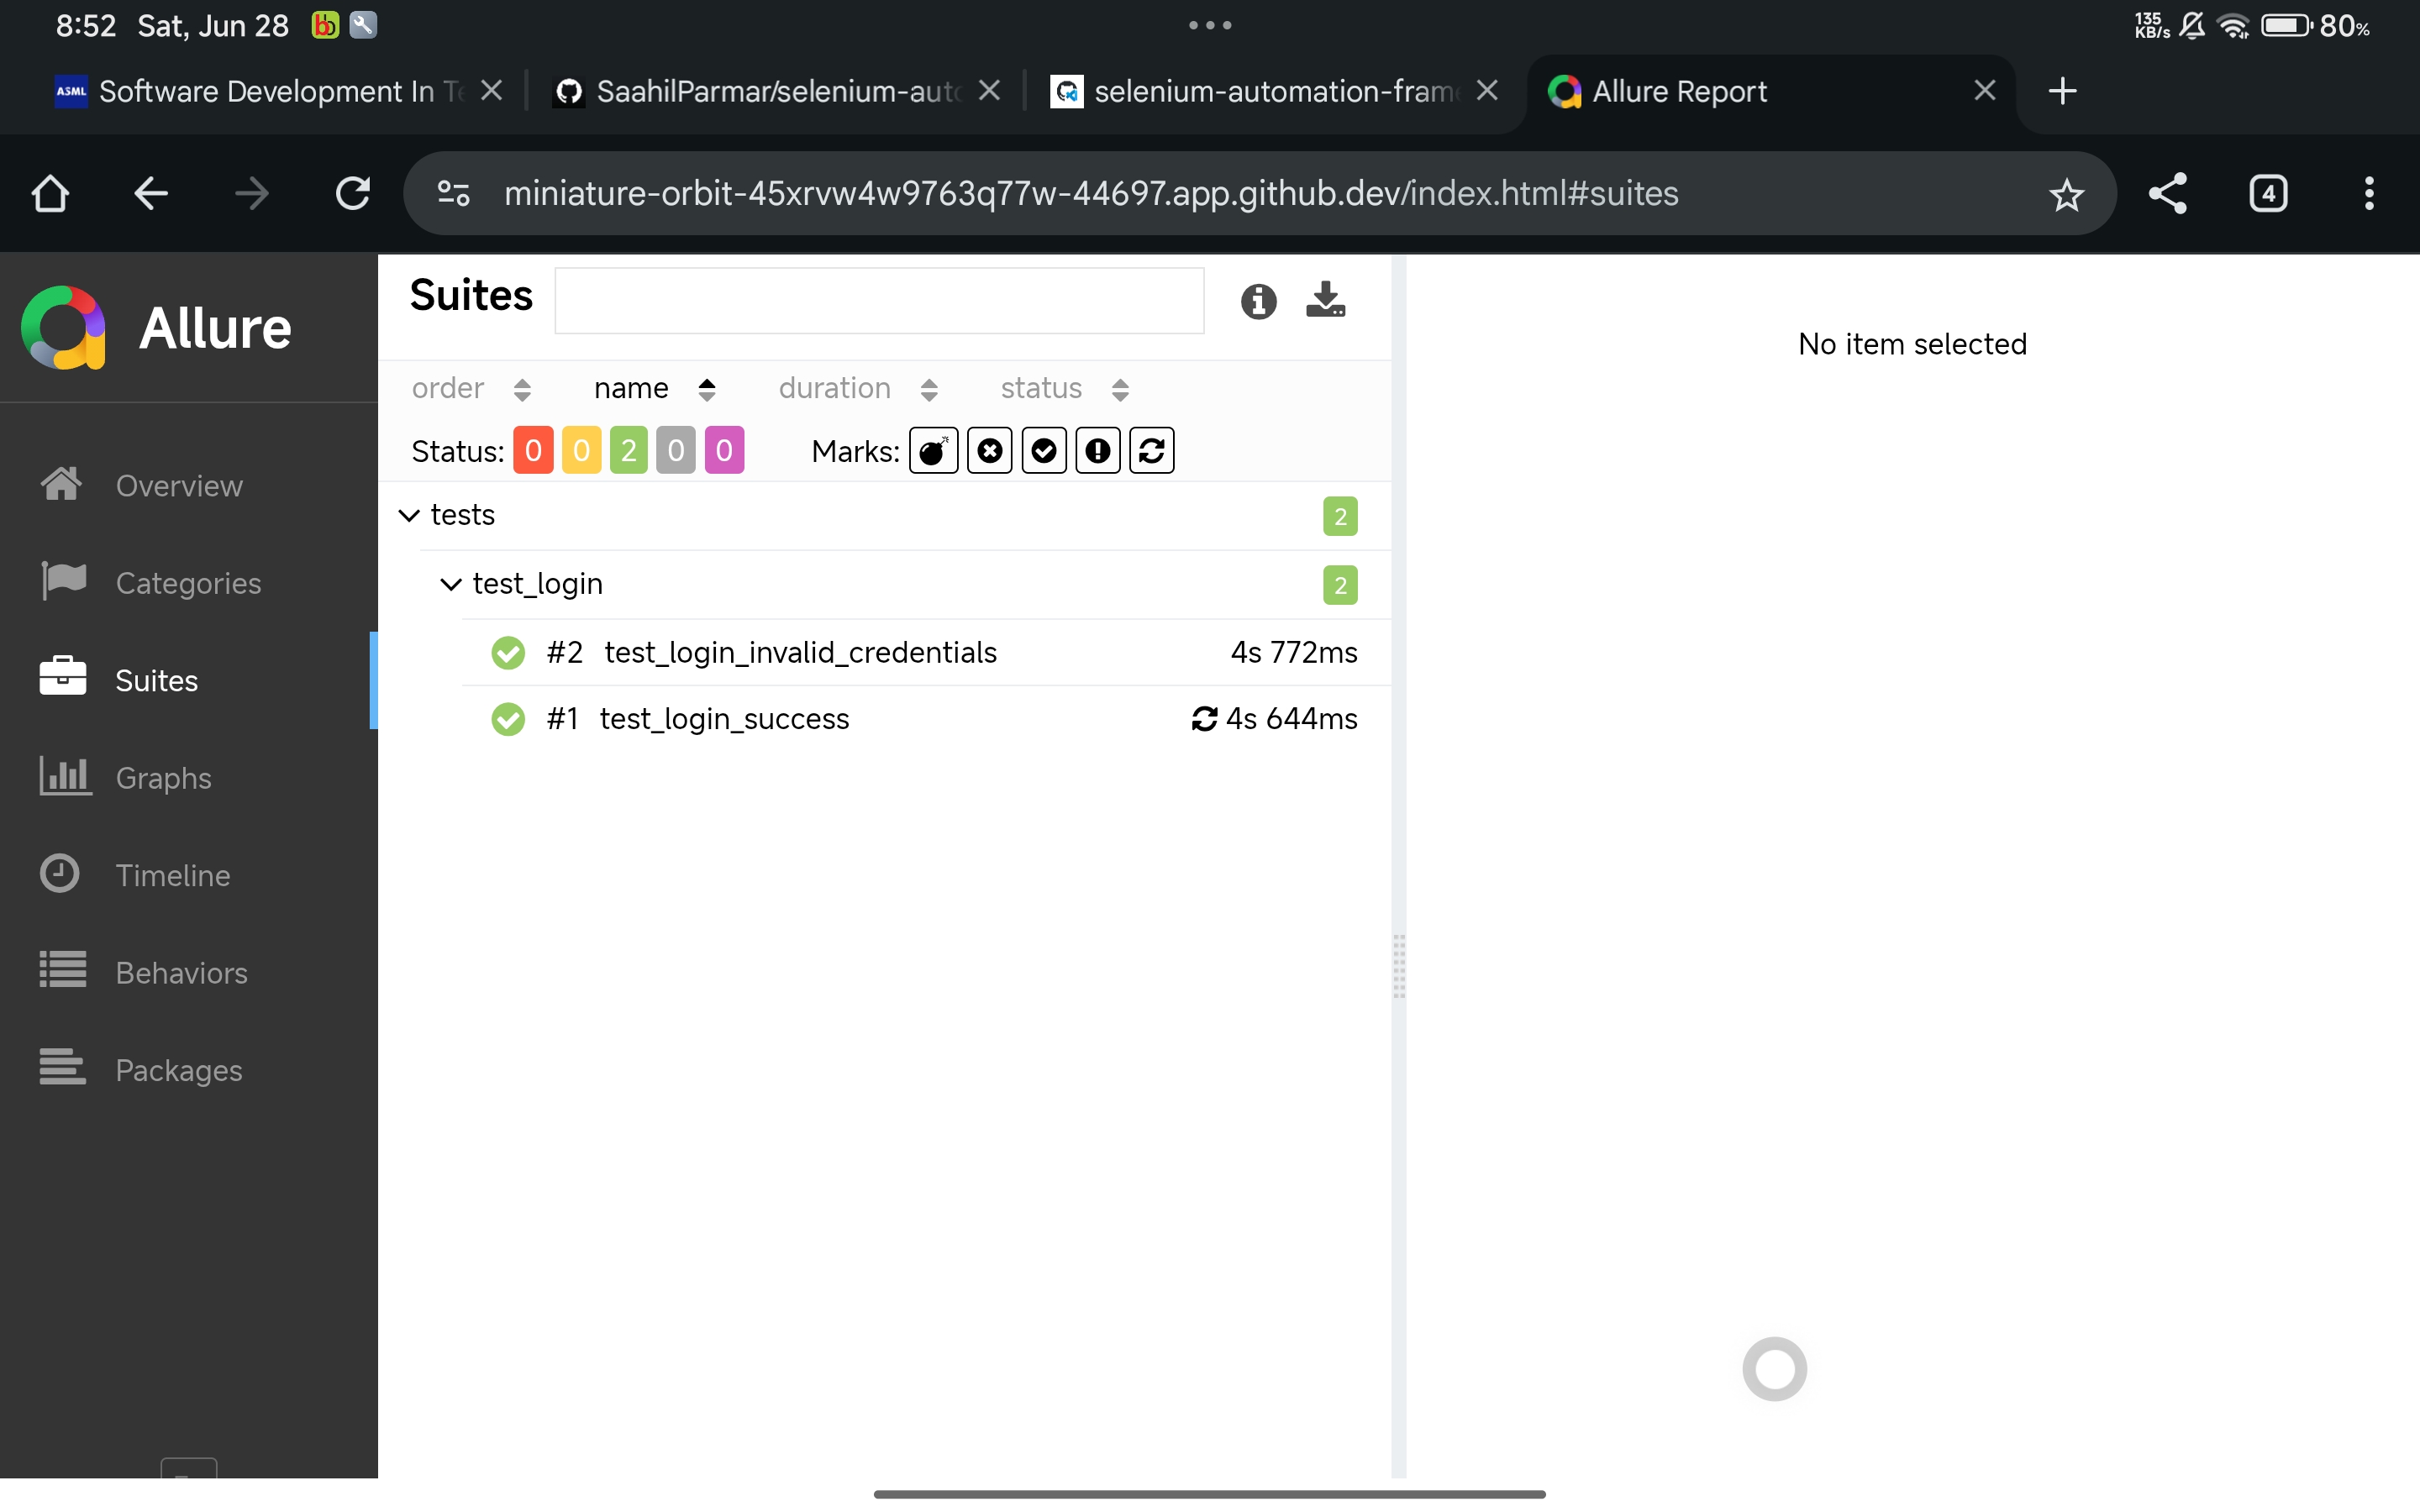 8:52 Sat, Jun 28
135 KB/s 80%
ASML Software Development In Te
SaahilParmar/selenium-auto
selenium-automation-frame
Allure Report
miniature-orbit-45xrvw4w9763q77w-44697.app.github.dev/index.html#suites
4
Allure
Overview
Categories
Suites
Graphs
Timeline
Behaviors
Packages
Suites
order name duration status
Status: 0 0 2 0 0 Marks:
tests 2
test_login 2
#2 test_login_invalid_credentials 4s 772ms
#1 test_login_success 4s 644ms
No item selected